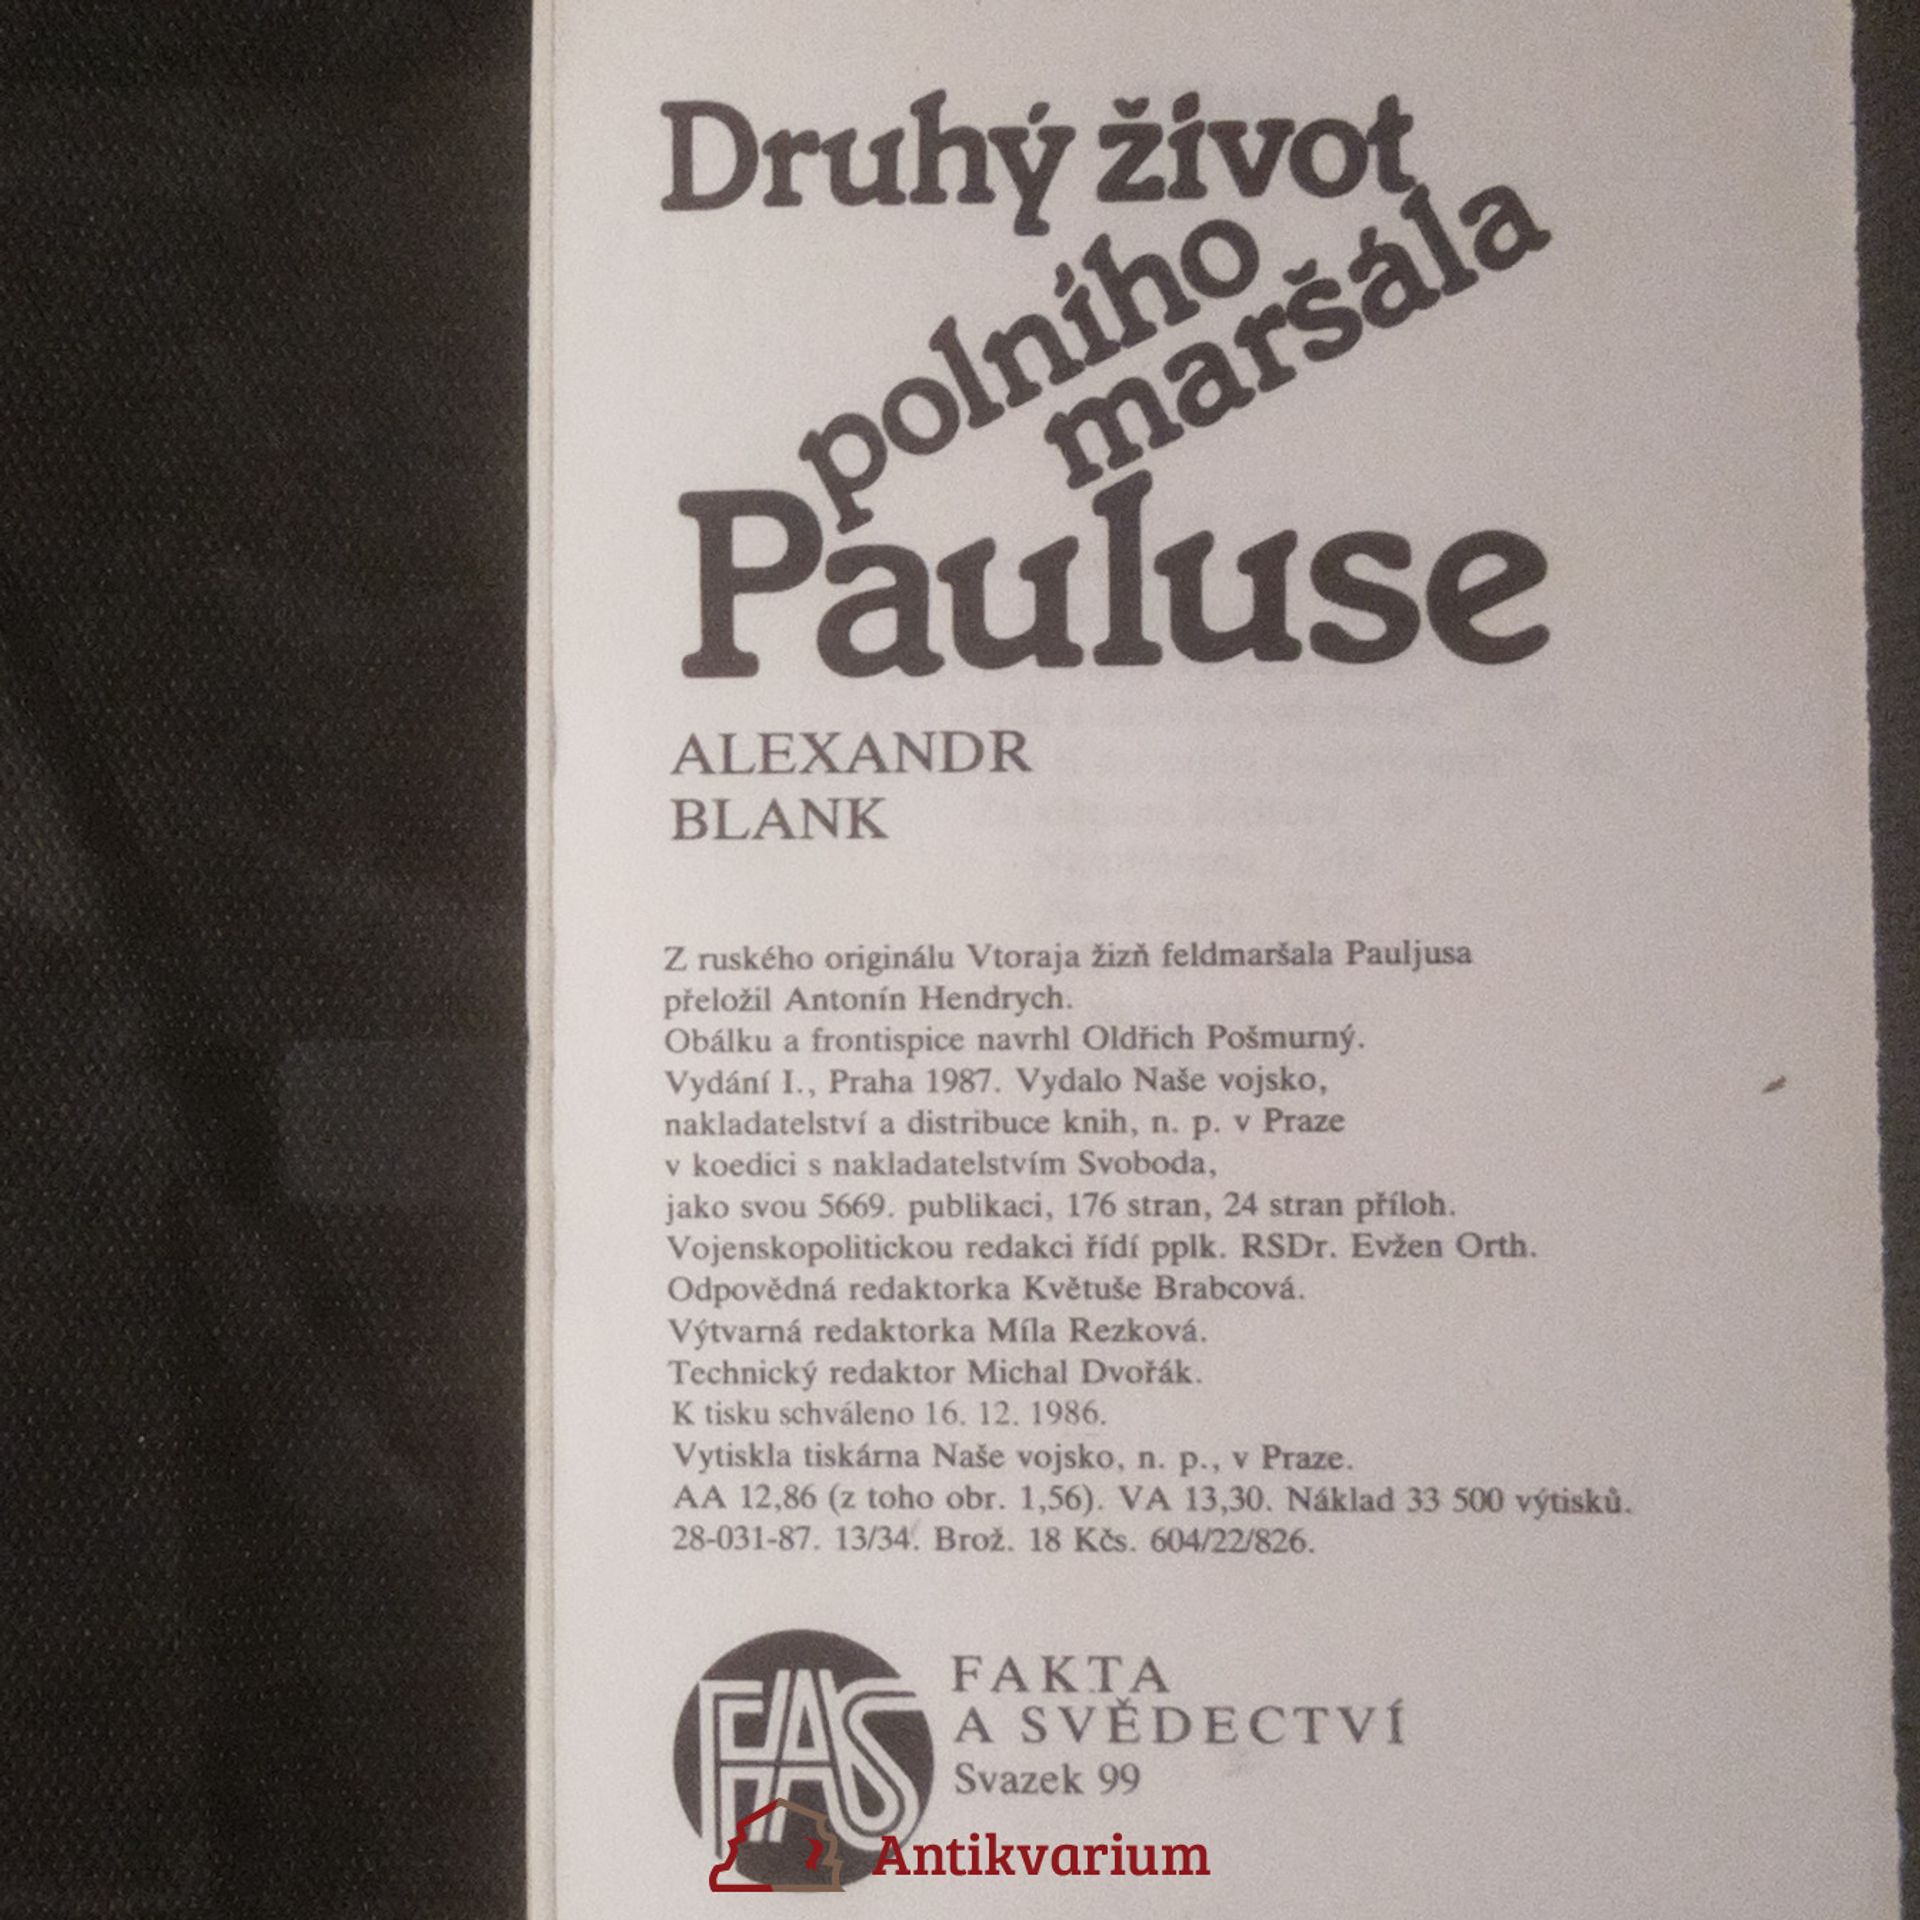 Druhý život
polního
maršála
Pauluse
ALEXANDR
BLANK
Z ruského originálu Vtoraja žizň feldmaršala Pauljusa
přeložil Antonín Hendrych.
Obálku a frontispice navrhl Oldřich Pošmurný.
Vydání I., Praha 1987. Vydalo Naše vojsko,
nakladatelství a distribuce knih, n. p. v Praze
v koedici s nakladatelstvím Svoboda,
jako svou 5669. publikaci, 176 stran, 24 stran příloh.
Vojenskopolitickou redakci řídí pplk. RSDr. Evžen Orth.
Odpovědná redaktorka Květuše Brabcová.
Výtvarná redaktorka Míla Rezková.
Technický redaktor Michal Dvořák.
K tisku schváleno 16. 12. 1986.
Vytiskla tiskárna Naše vojsko, n. p., v Praze.
AA 12,86 (z toho obr. 1,56). VA 13,30. Náklad 33 500 výtisků.
28-031-87. 13/34. Brož. 18 Kčs. 604/22/826.
FAS
FAKTA
A SVĚDECTVÍ
Svazek 99
Antikvarium